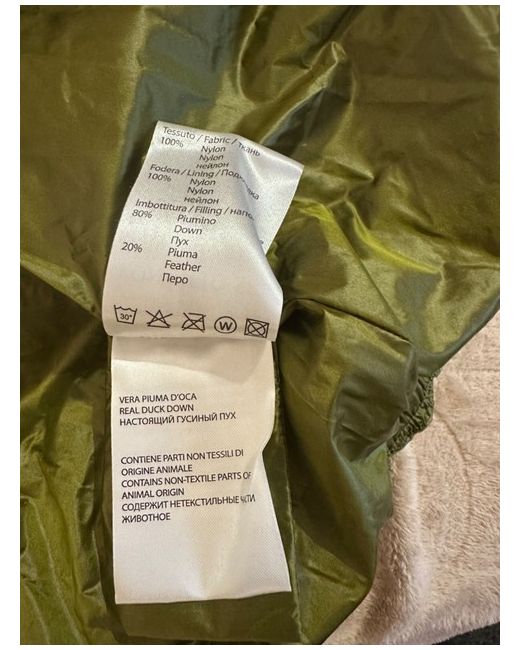 Tessuto / Fabric / ткань
100% Nylon
Nylon
нейлон
Fodera / Lining / Подкладка
100% Nylon
Nylon
нейлон
Imbottitura / Filling /
80% Piumino
Down
Пух
20% Piuma
Feather
Перо
30°
W
VERA PIUMA D'OCA
REAL DUCK DOWN
НАСТОЯЩИЙ ГУСИНЫЙ ПУХ
CONTIENE PARTI NON TESSILI DI
ORIGINE ANIMALE
CONTAINS NON-TEXTILE PARTS OF
ANIMAL ORIGIN
СОДЕРЖИТ НЕТЕКСТИЛЬНЫЕ ЧАСТИ
ЖИВОТНОЕ